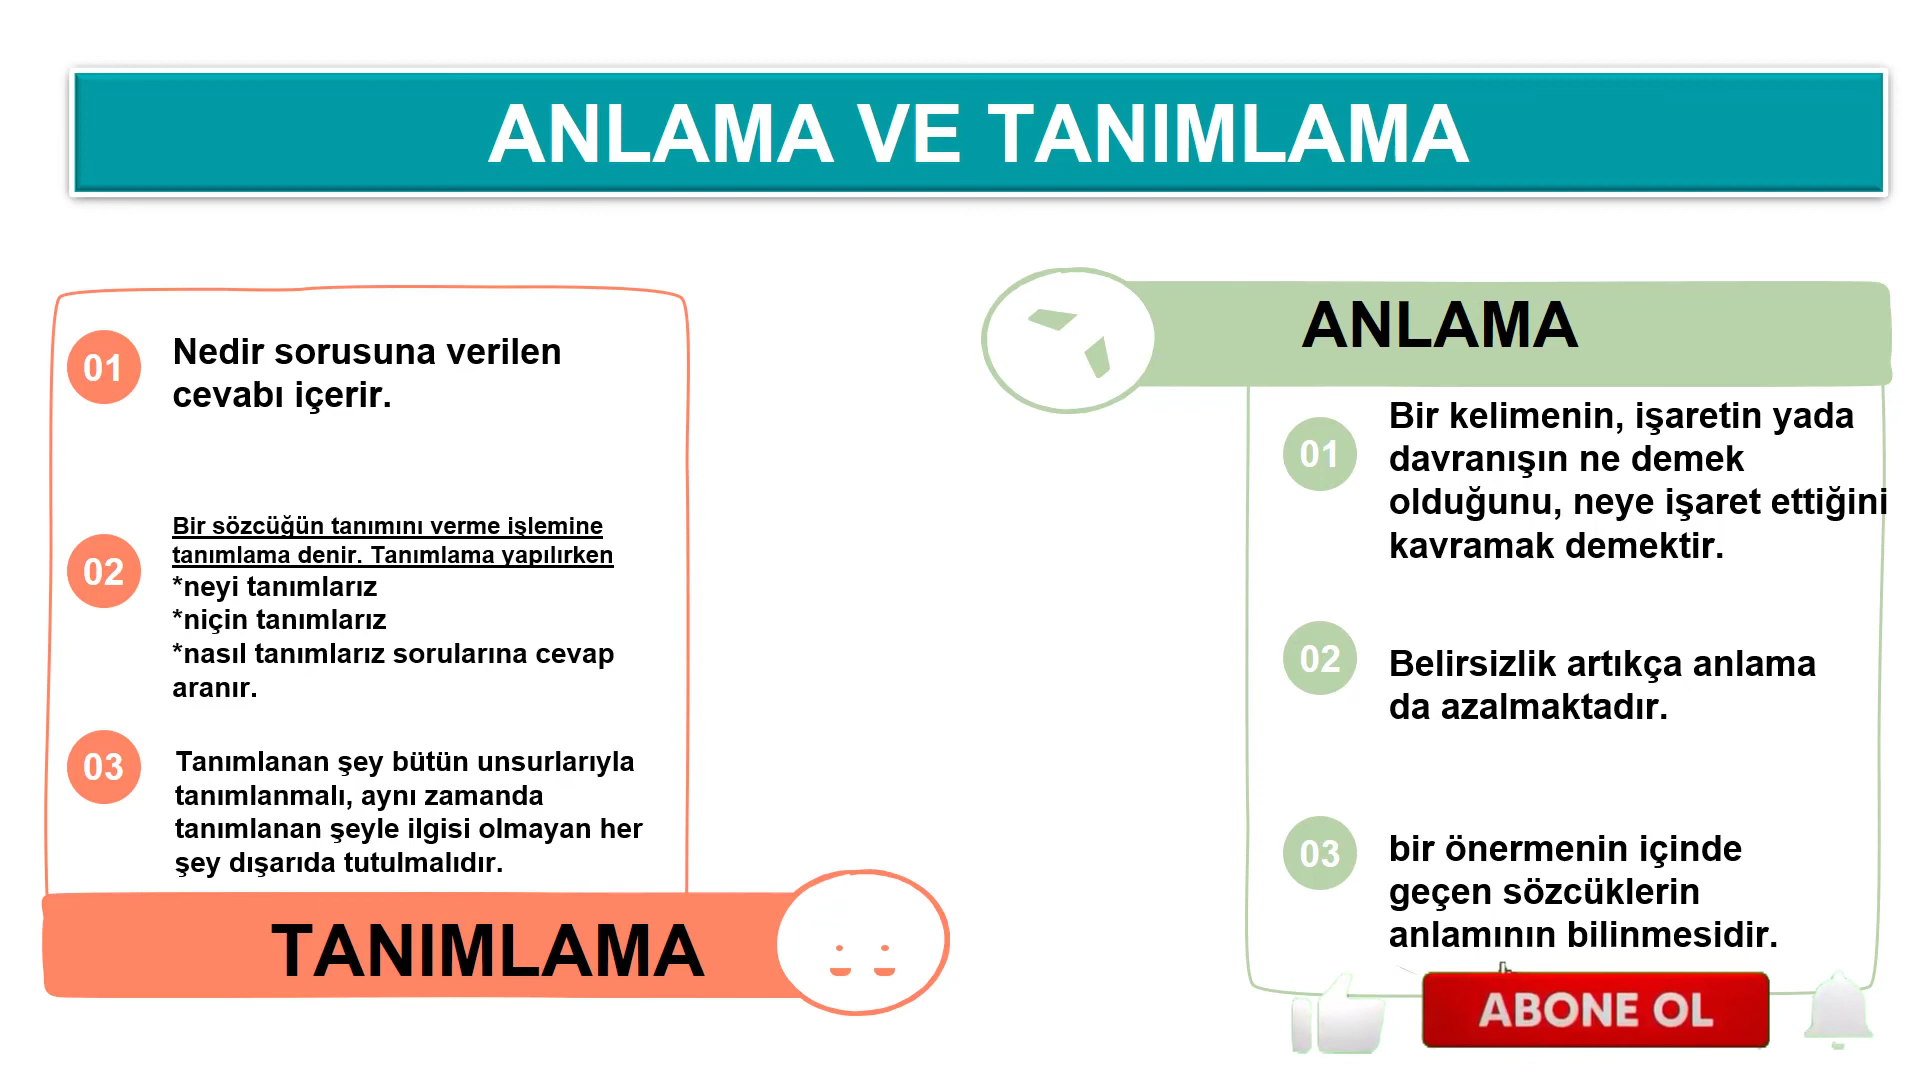 ANLAMA VE TANIMLAMA
01
Nedir sorusuna verilen
cevabı içerir.
02
Bir sözcüğün tanımını verme işlemine
tanımlama denir. Tanımlama yapılırken
*neyi tanımlarız
*niçin tanımlarız
*nasıl tanımlarız sorularına cevap
aranır.
03
Tanımlanan şey bütün unsurlarıyla
tanımlanmalı, aynı zamanda
tanımlanan şeyle ilgisi olmayan her
şey dışarıda tutulmalıdır.
TANIMLAMA
ANLAMA
01
Bir kelimenin, işaretin yada
davranışın ne demek
olduğunu, neye işaret ettiğini
kavramak demektir.
02
Belirsizlik artıkça anlama
da azalmaktadır.
03
bir önermenin içinde
geçen sözcüklerin
anlamının bilinmesidir.
ABONE OL